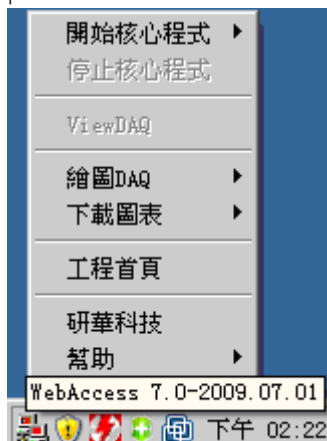 開始核心程式
停止核心程式
ViewDAQ
繪圖DAQ
下載圖表
工程首頁
研華科技
幫助
WebAccess 7.0-2009.07.01
下午 02:22